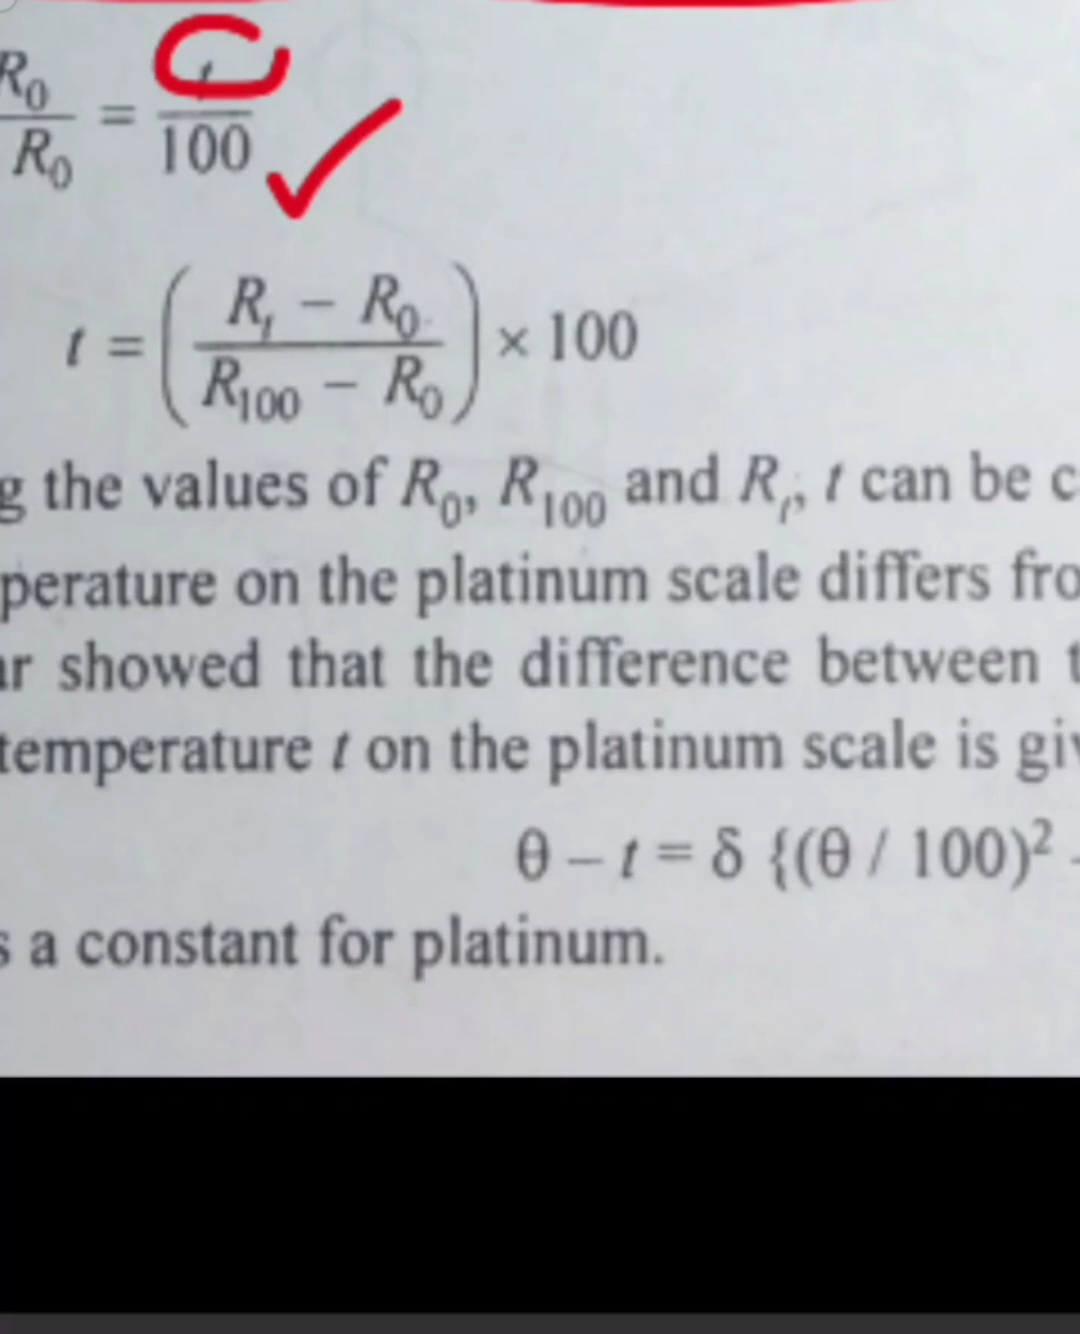 R₀ / R₀ = t / 100
t = ( Rₜ – R₀ / R₁₀₀ – R₀ ) × 100
g the values of R₀, R₁₀₀ and Rₜ, t can be c
perature on the platinum scale differs fro
ar showed that the difference between t
temperature t on the platinum scale is giv
θ – t = δ {(θ / 100)² -
s a constant for platinum.